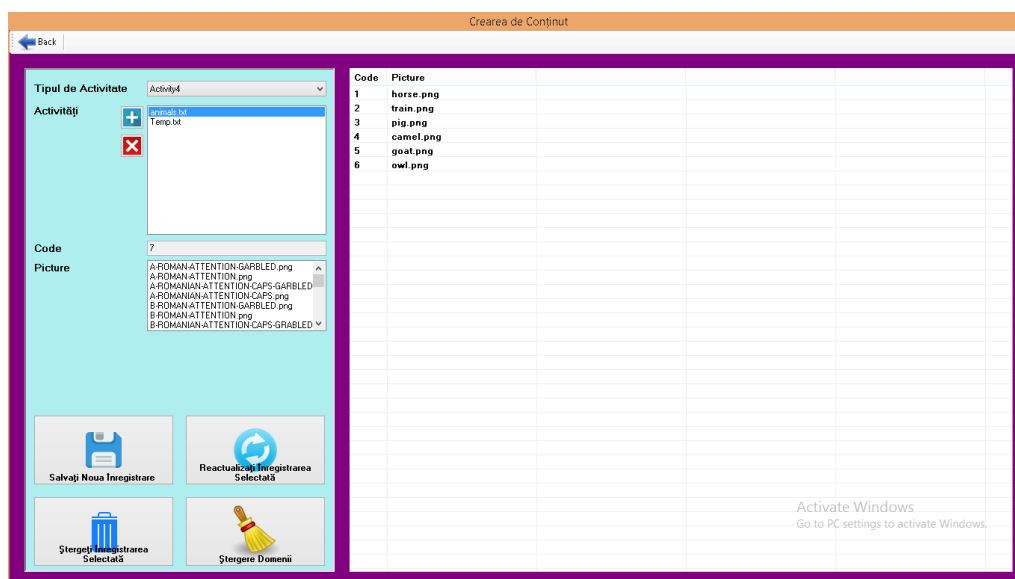 Crearea de Conținut
Back
Tipul de Activitate
Activity4
Activități
animals.txt
Temp.txt
Code
7
Picture
A-ROMAN-ATTENTION-GARBLED.png
A-ROMAN-ATTENTION.png
A-ROMANIAN-ATTENTION-CAPS-GARBLED
A-ROMANIAN-ATTENTION-CAPS.png
B-ROMAN-ATTENTION-GARBLED.png
B-ROMAN-ATTENTION.png
B-ROMANIAN-ATTENTION-CAPS-GRABLED
Salvați Noua Înregistrare
Reactualizați Înregistrarea
Selectată
Ștergeți Înregistrarea
Selectată
Ștergere Domenii
Code Picture
1 horse.png
2 train.png
3 pig.png
4 camel.png
5 goat.png
6 owl.png
Activate Windows
Go to PC settings to activate Windows.